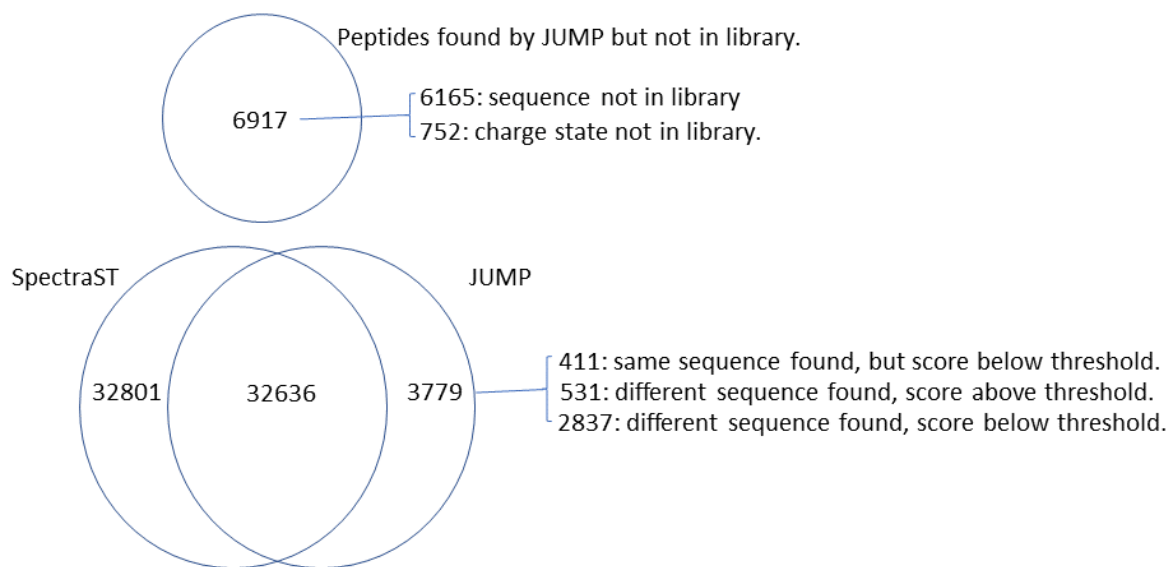 Peptides found by JUMP but not in library.
6917
6165: sequence not in library
752: charge state not in library.
SpectraST
JUMP
32801
32636
3779
411: same sequence found, but score below threshold.
531: different sequence found, score above threshold.
2837: different sequence found, score below threshold.